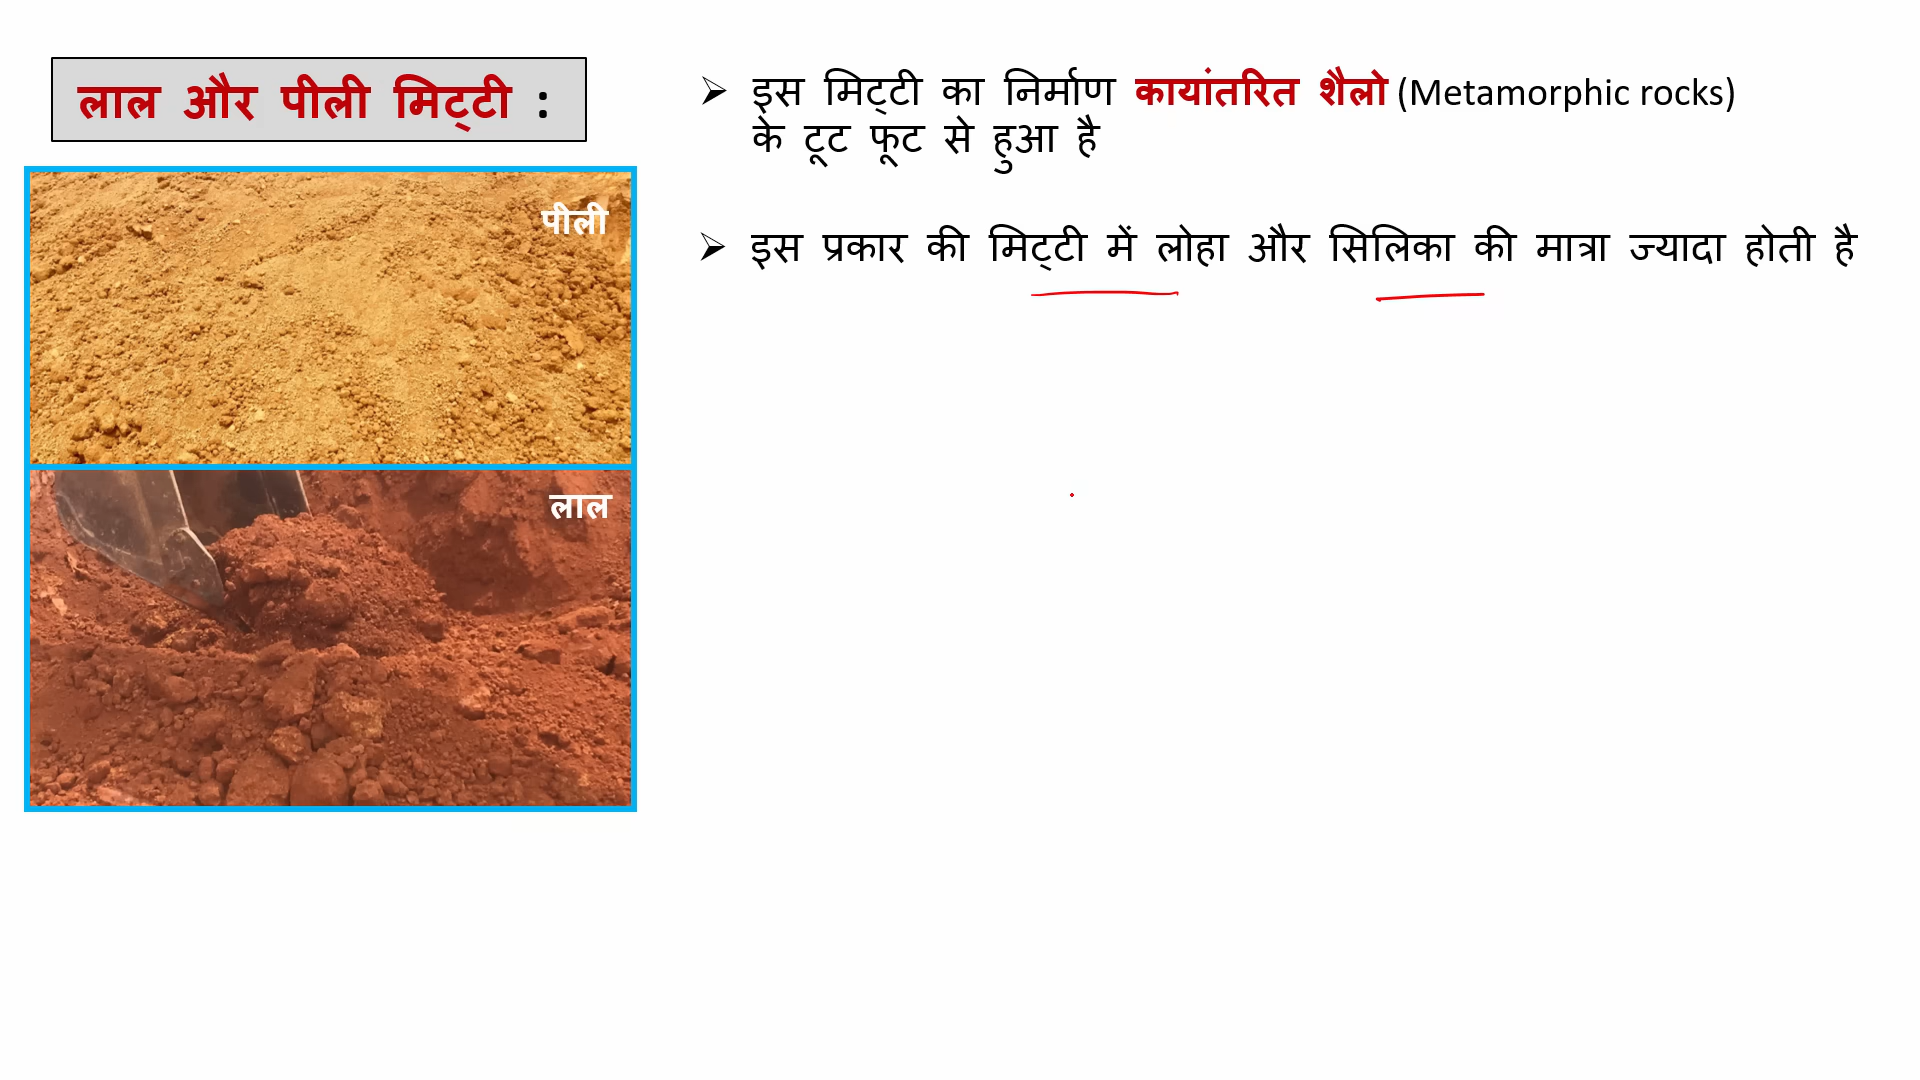 लाल और पीली मिट्टी :
पीली
लाल
➢ इस मिट्टी का निर्माण कायांतरित शैलो (Metamorphic rocks)
के टूट फूट से हुआ है
➢ इस प्रकार की मिट्टी में लोहा और सिलिका की मात्रा ज्यादा होती है